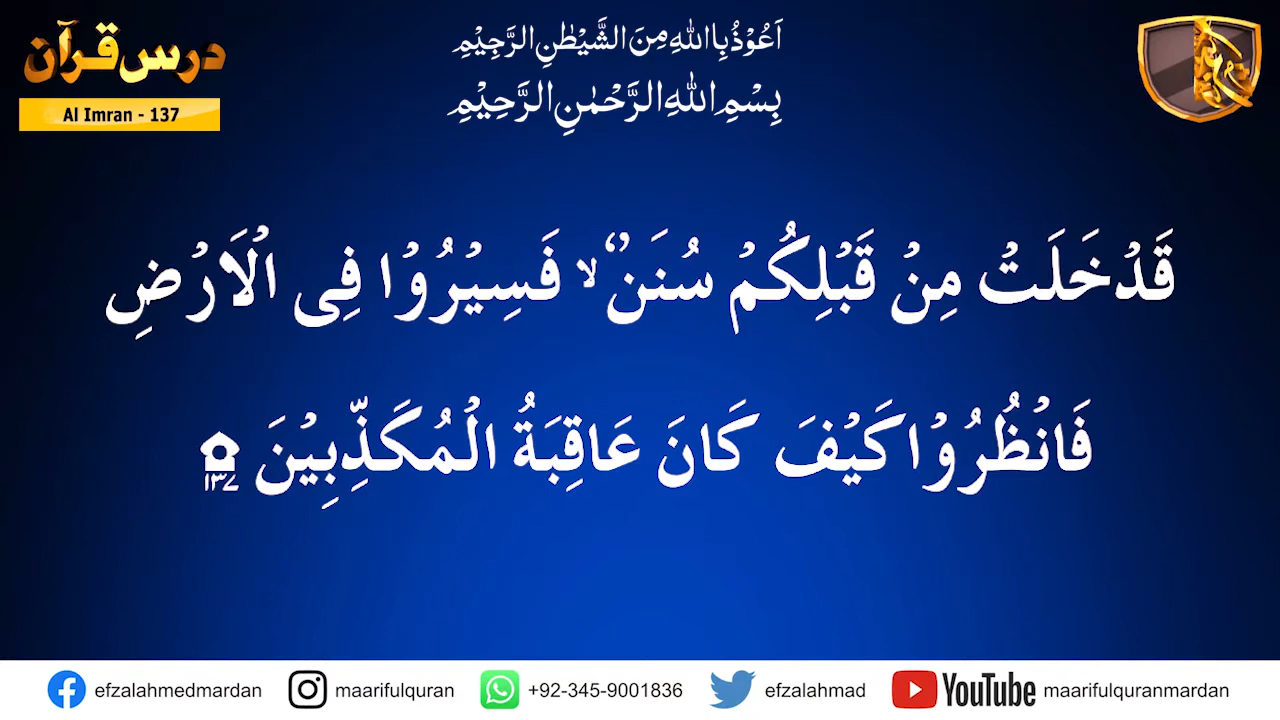 درس قرآن
Al Imran - 137
اَعُوْذُ بِاللّٰهِ مِنَ الشَّيْطٰنِ الرَّجِيْمِ
بِسْمِ اللّٰهِ الرَّحْمٰنِ الرَّحِيْمِ
قَدْ خَلَتْ مِنْ قَبْلِكُمْ سُنَنٌ ۙ فَسِيْرُوْا فِى الْاَرْضِ
فَانْظُرُوْا كَيْفَ كَانَ عَاقِبَةُ الْمُكَذِّبِيْنَ ۝۱۳۷
efzalahmedmardan maarifulquran +92-345-9001836 efzalahmad YouTube maarifulquranmardan